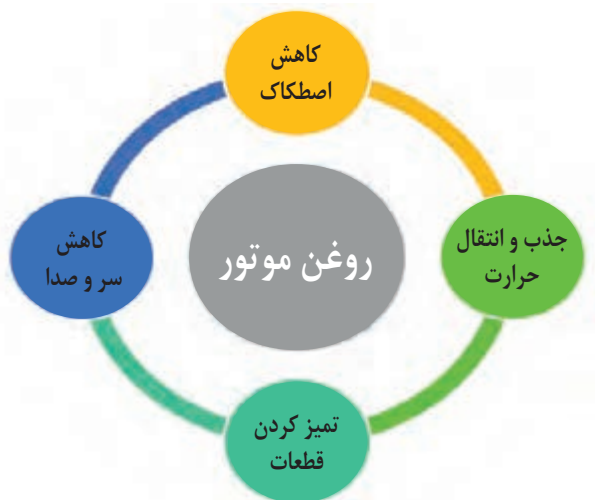 کاهش
اصطکاک
جذب و انتقال
حرارت
روغن موتور
کاهش
سر و صدا
تمیز کردن
قطعات